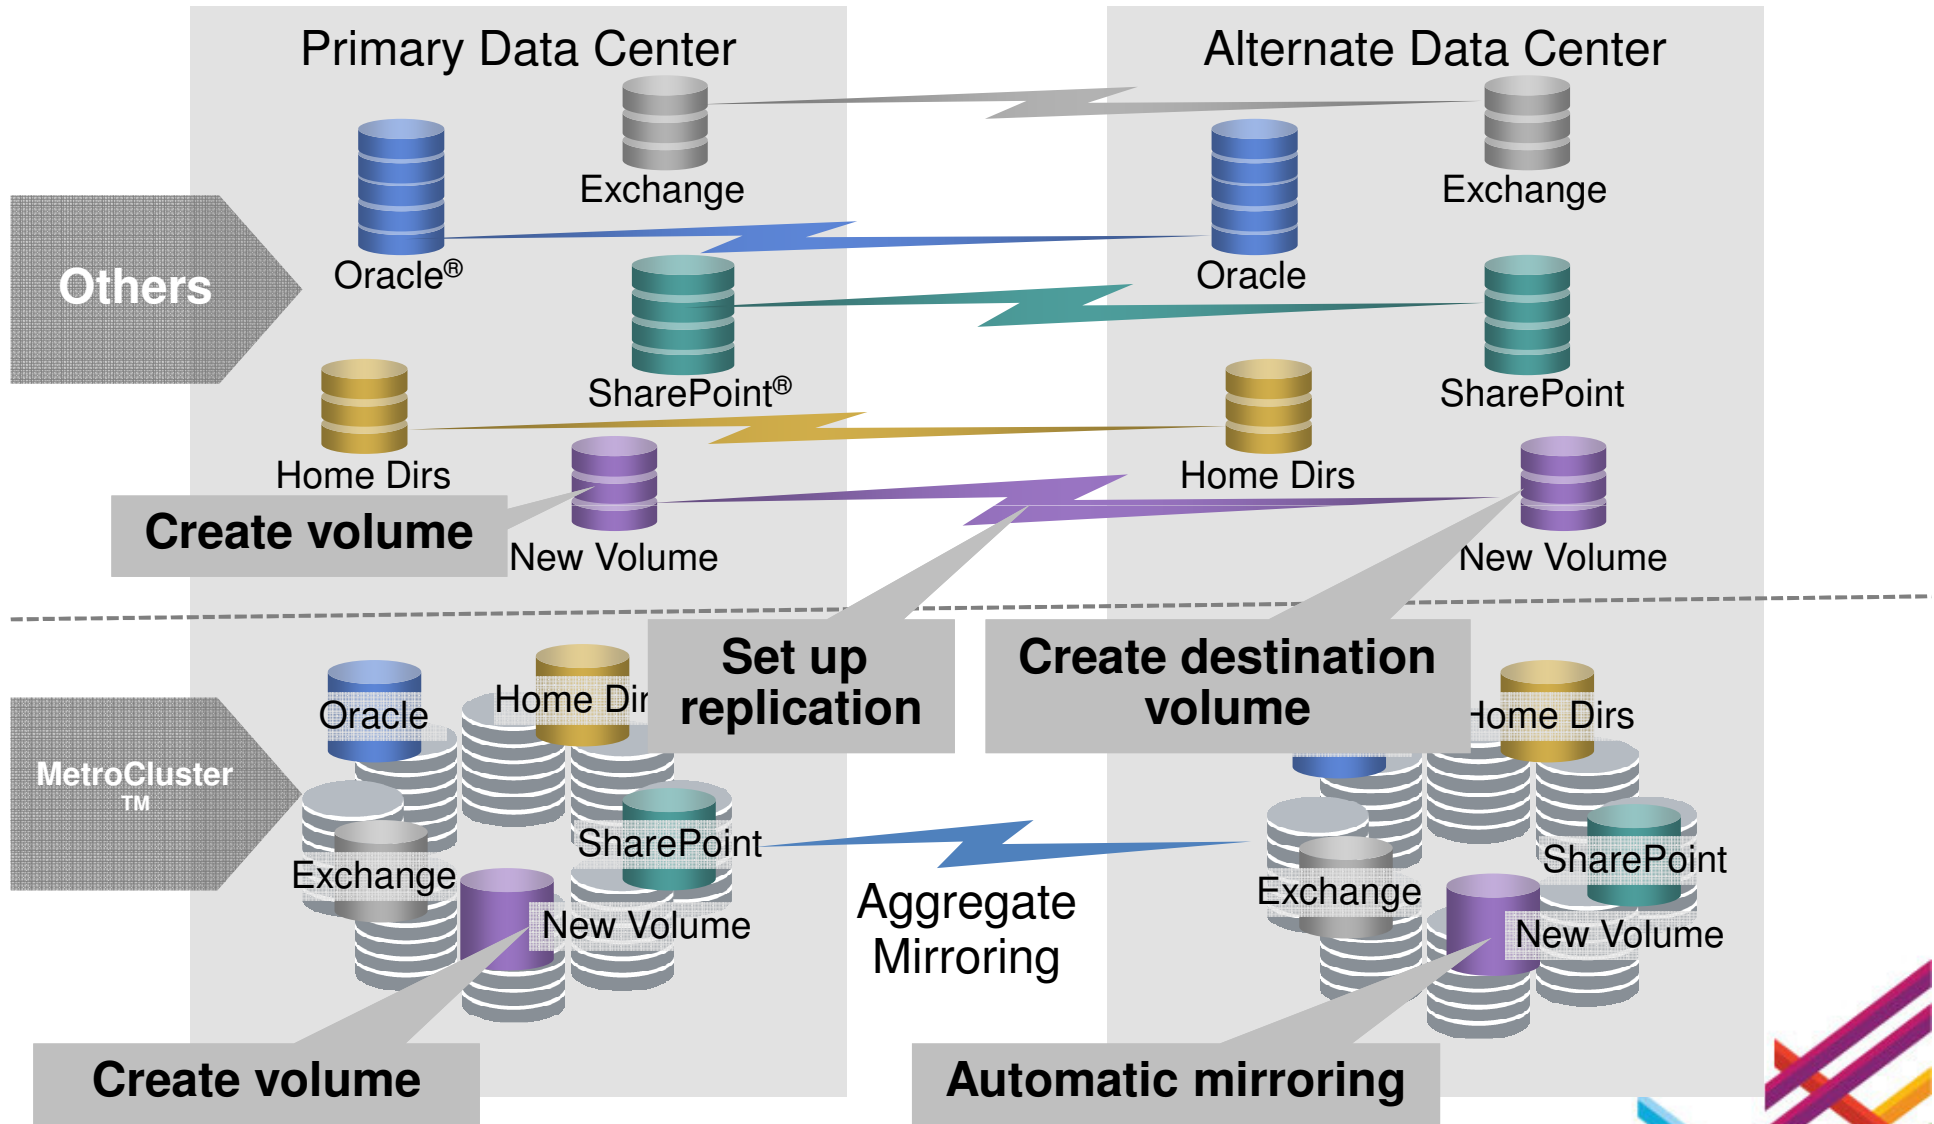 Primary Data Center
Alternate Data Center
Exchange
Exchange
Others
Oracle®
Oracle
SharePoint®
SharePoint
Home Dirs
Home Dirs
Create volume
New Volume
New Volume
Set up
replication
Create destination
volume
MetroCluster
TM
Oracle
Home Dir
Home Dirs
SharePoint
SharePoint
Exchange
Exchange
New Volume
New Volume
Aggregate
Mirroring
Create volume
Automatic mirroring